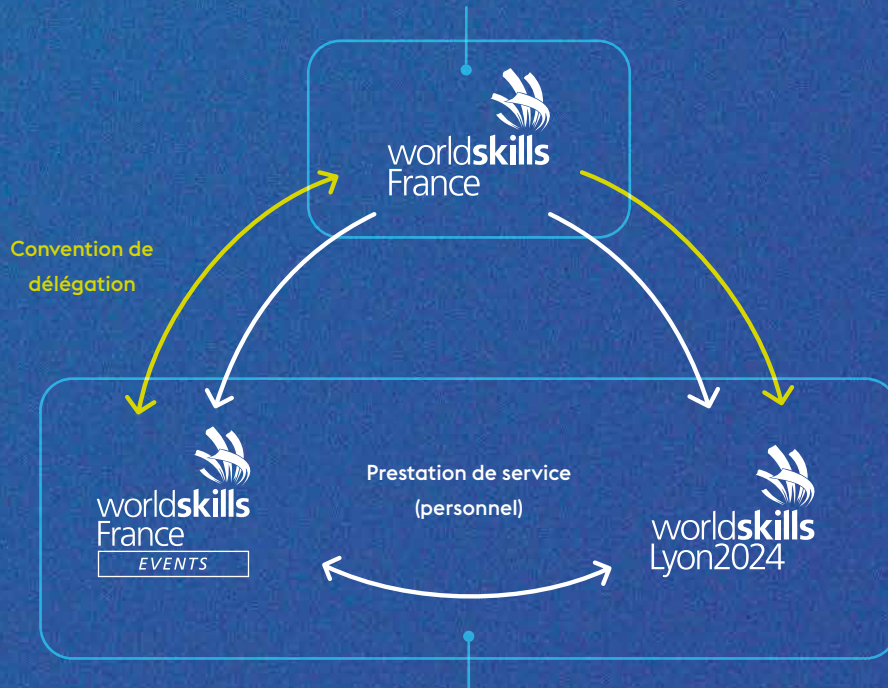 worldskills
France
Convention de
délégation
Prestation de service
(personnel)
worldskills
France
EVENTS
worldskills
Lyon2024